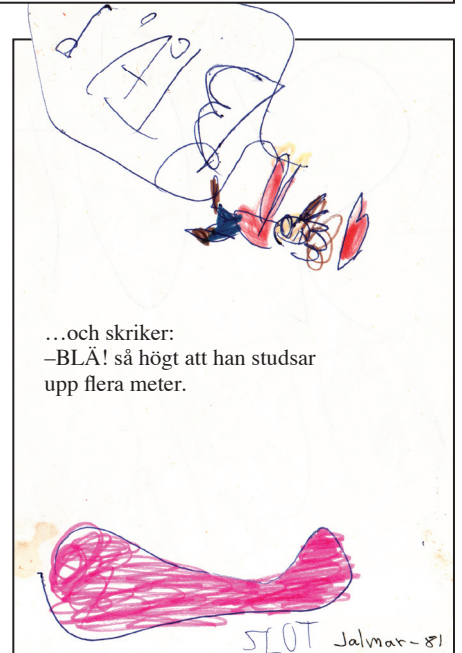 …och skriker:
–BLÄ! så högt att han studsar
upp flera meter.
SLOT Jalmar - 81